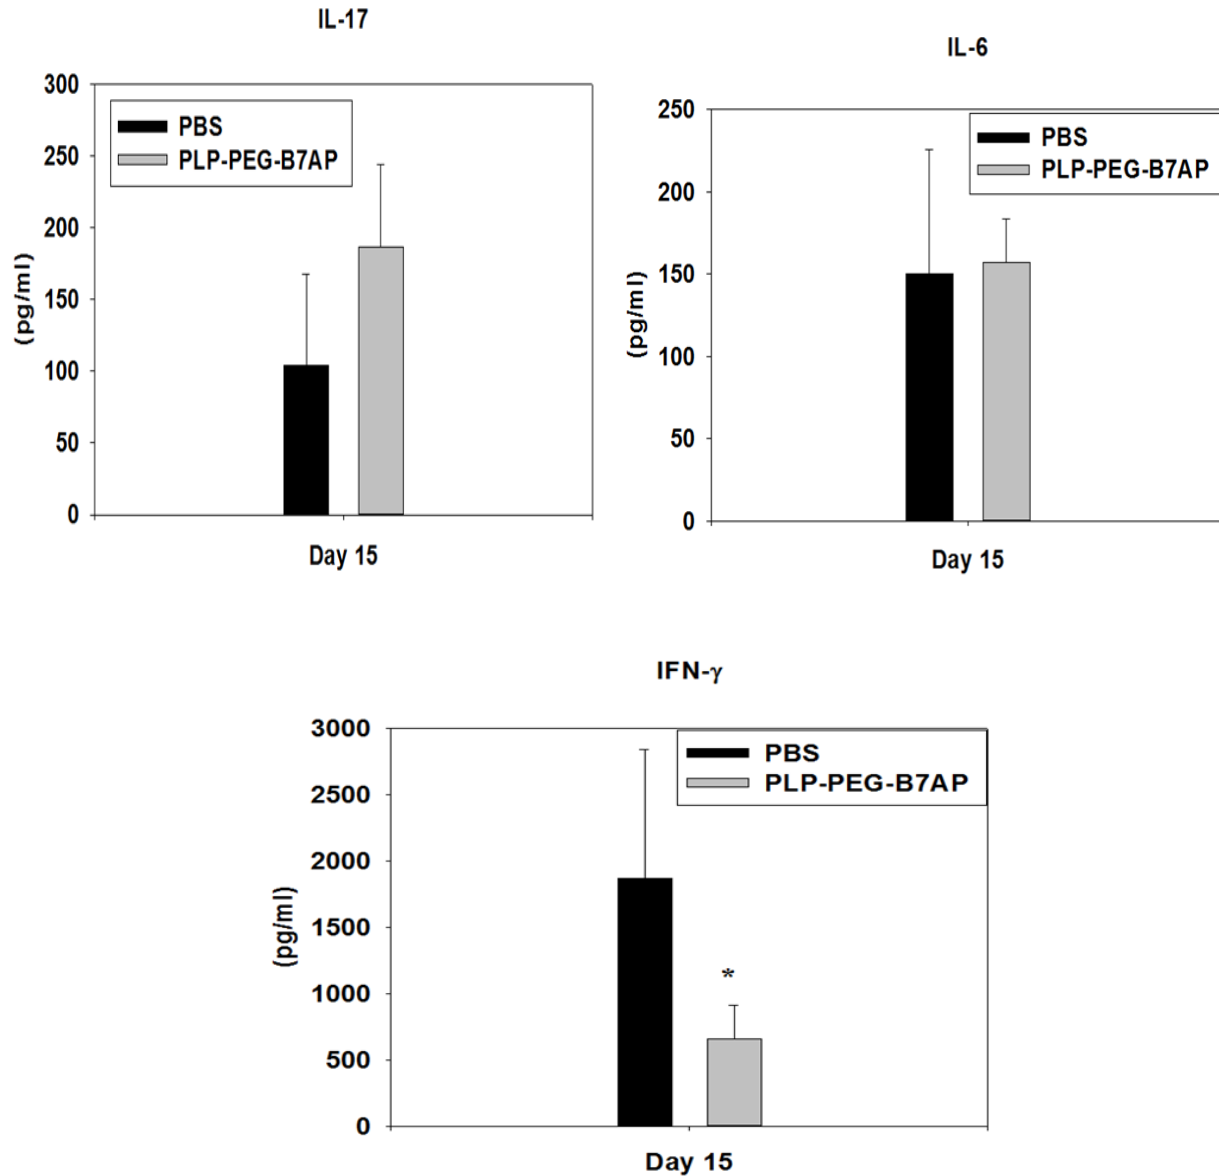 IL-17
300
250
200
150
100
50
0
(pg/ml)
PBS
PLP-PEG-B7AP
Day 15
IL-6
250
200
150
100
50
0
(pg/ml)
PBS
PLP-PEG-B7AP
Day 15
IFN-γ
3000
2500
2000
1500
1000
500
0
(pg/ml)
PBS
PLP-PEG-B7AP
*
Day 15